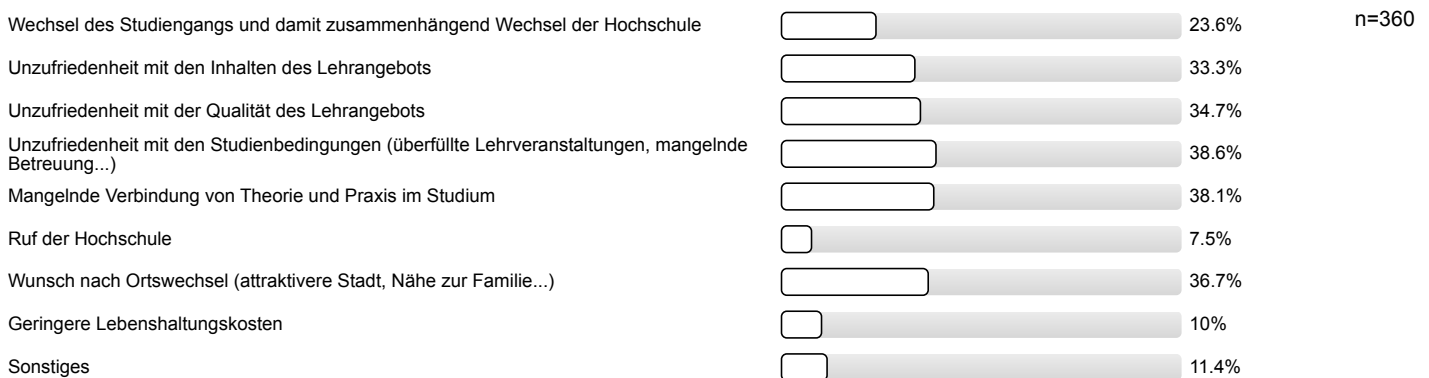 Wechsel des Studiengangs und damit zusammenhängend Wechsel der Hochschule 23.6% n=360
Unzufriedenheit mit den Inhalten des Lehrangebots 33.3%
Unzufriedenheit mit der Qualität des Lehrangebots 34.7%
Unzufriedenheit mit den Studienbedingungen (überfüllte Lehrveranstaltungen, mangelnde
Betreuung...) 38.6%
Mangelnde Verbindung von Theorie und Praxis im Studium 38.1%
Ruf der Hochschule 7.5%
Wunsch nach Ortswechsel (attraktivere Stadt, Nähe zur Familie...) 36.7%
Geringere Lebenshaltungskosten 10%
Sonstiges 11.4%